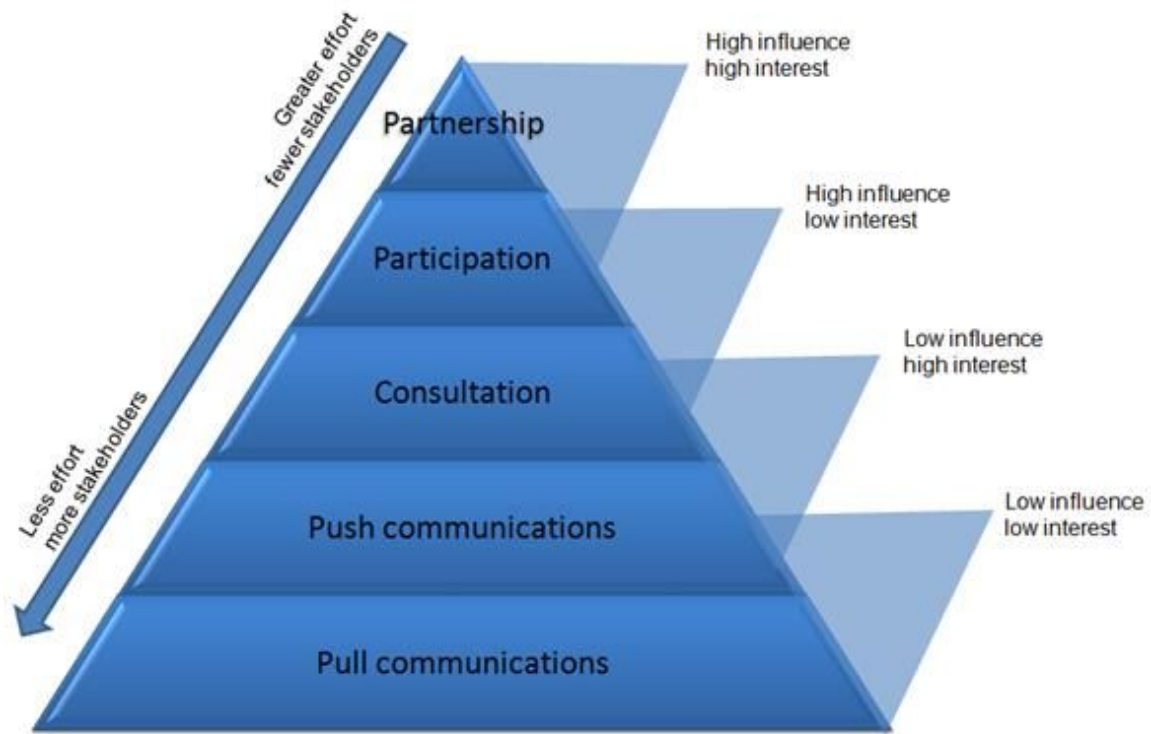 Greater effort
fewer stakeholders
High influence
high interest
Partnership
High influence
low interest
Participation
Low influence
high interest
Consultation
Less effort
more stakeholders
Low influence
low interest
Push communications
Pull communications